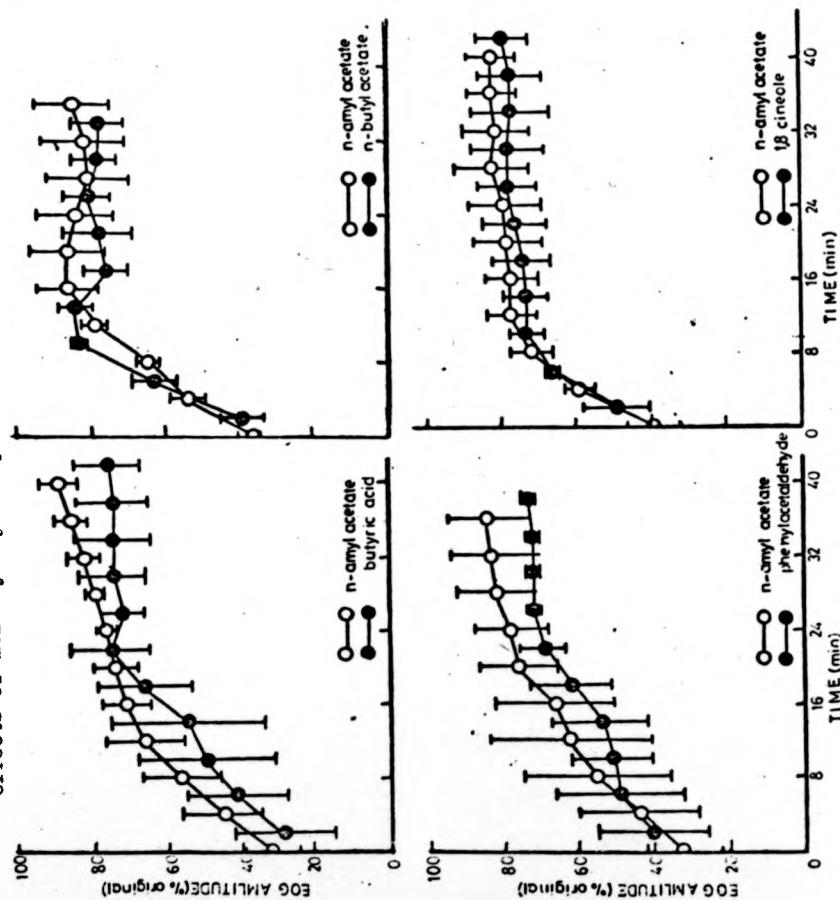 100
80
60
40
20
0
EOG AMLITUDE(% original)
n-amyl acetate
butyric acid
n-amyl acetate
n-butyl acetate.
100
80
60
40
20
0
EOG AMLITUDE(% original)
n-amyl acetate
phenylacetaldehyde
8
16
24
32
40
TIME (min)
n-amyl acetate
1,8 cineole
0
8
16
24
32
40
TIME (min)